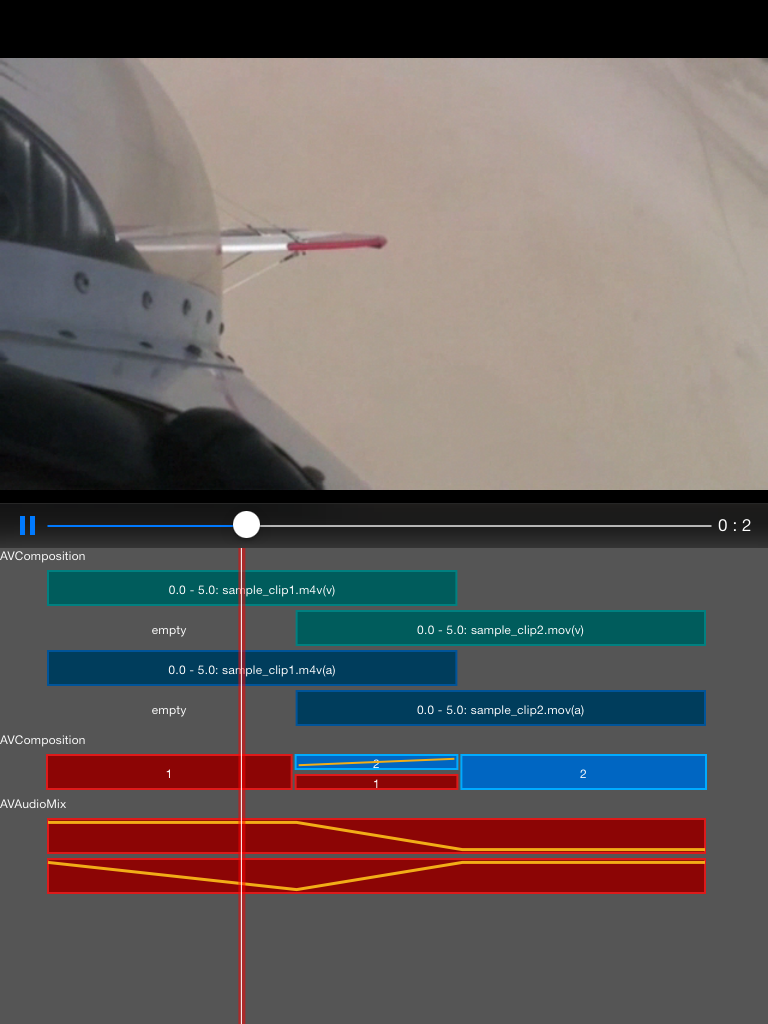 0 : 2
AVComposition
0.0 - 5.0: sample_clip1.m4v(v)
empty
0.0 - 5.0: sample_clip2.mov(v)
0.0 - 5.0: sample_clip1.m4v(a)
empty
0.0 - 5.0: sample_clip2.mov(a)
AVComposition
1
2
1
2
AVAudioMix